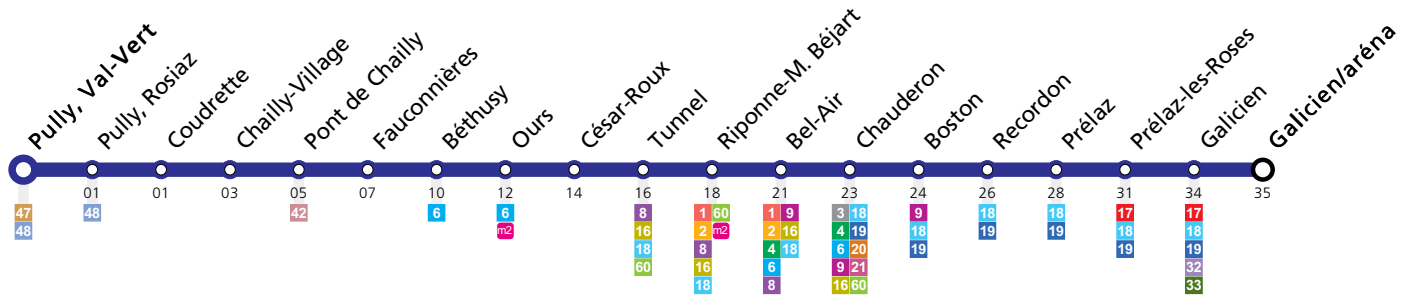 Pully, Val-Vert
Pully, Rosiaz
Coudrette
Chailly-Village
Pont de Chailly
Fauconnières
Béthusy
Ours
César-Roux
Tunnel
Riponne-M. Béjart
Bel-Air
Chauderon
Boston
Recordon
Prélaz
Prélaz-les-Roses
Galicien
Galicien/aréna
01 01 03 05 07 10 12 14 16 18 21 23 24 26 28 31 34 35
47 48 42 6 6 8 1 60 1 9 3 18 9 18 18 17 17
48 m2 16 2 m2 2 16 4 19 18 19 19 18 18
18 8 4 18 6 20 19 19 19
60 16 6 9 21 32
18 8 16 60 33